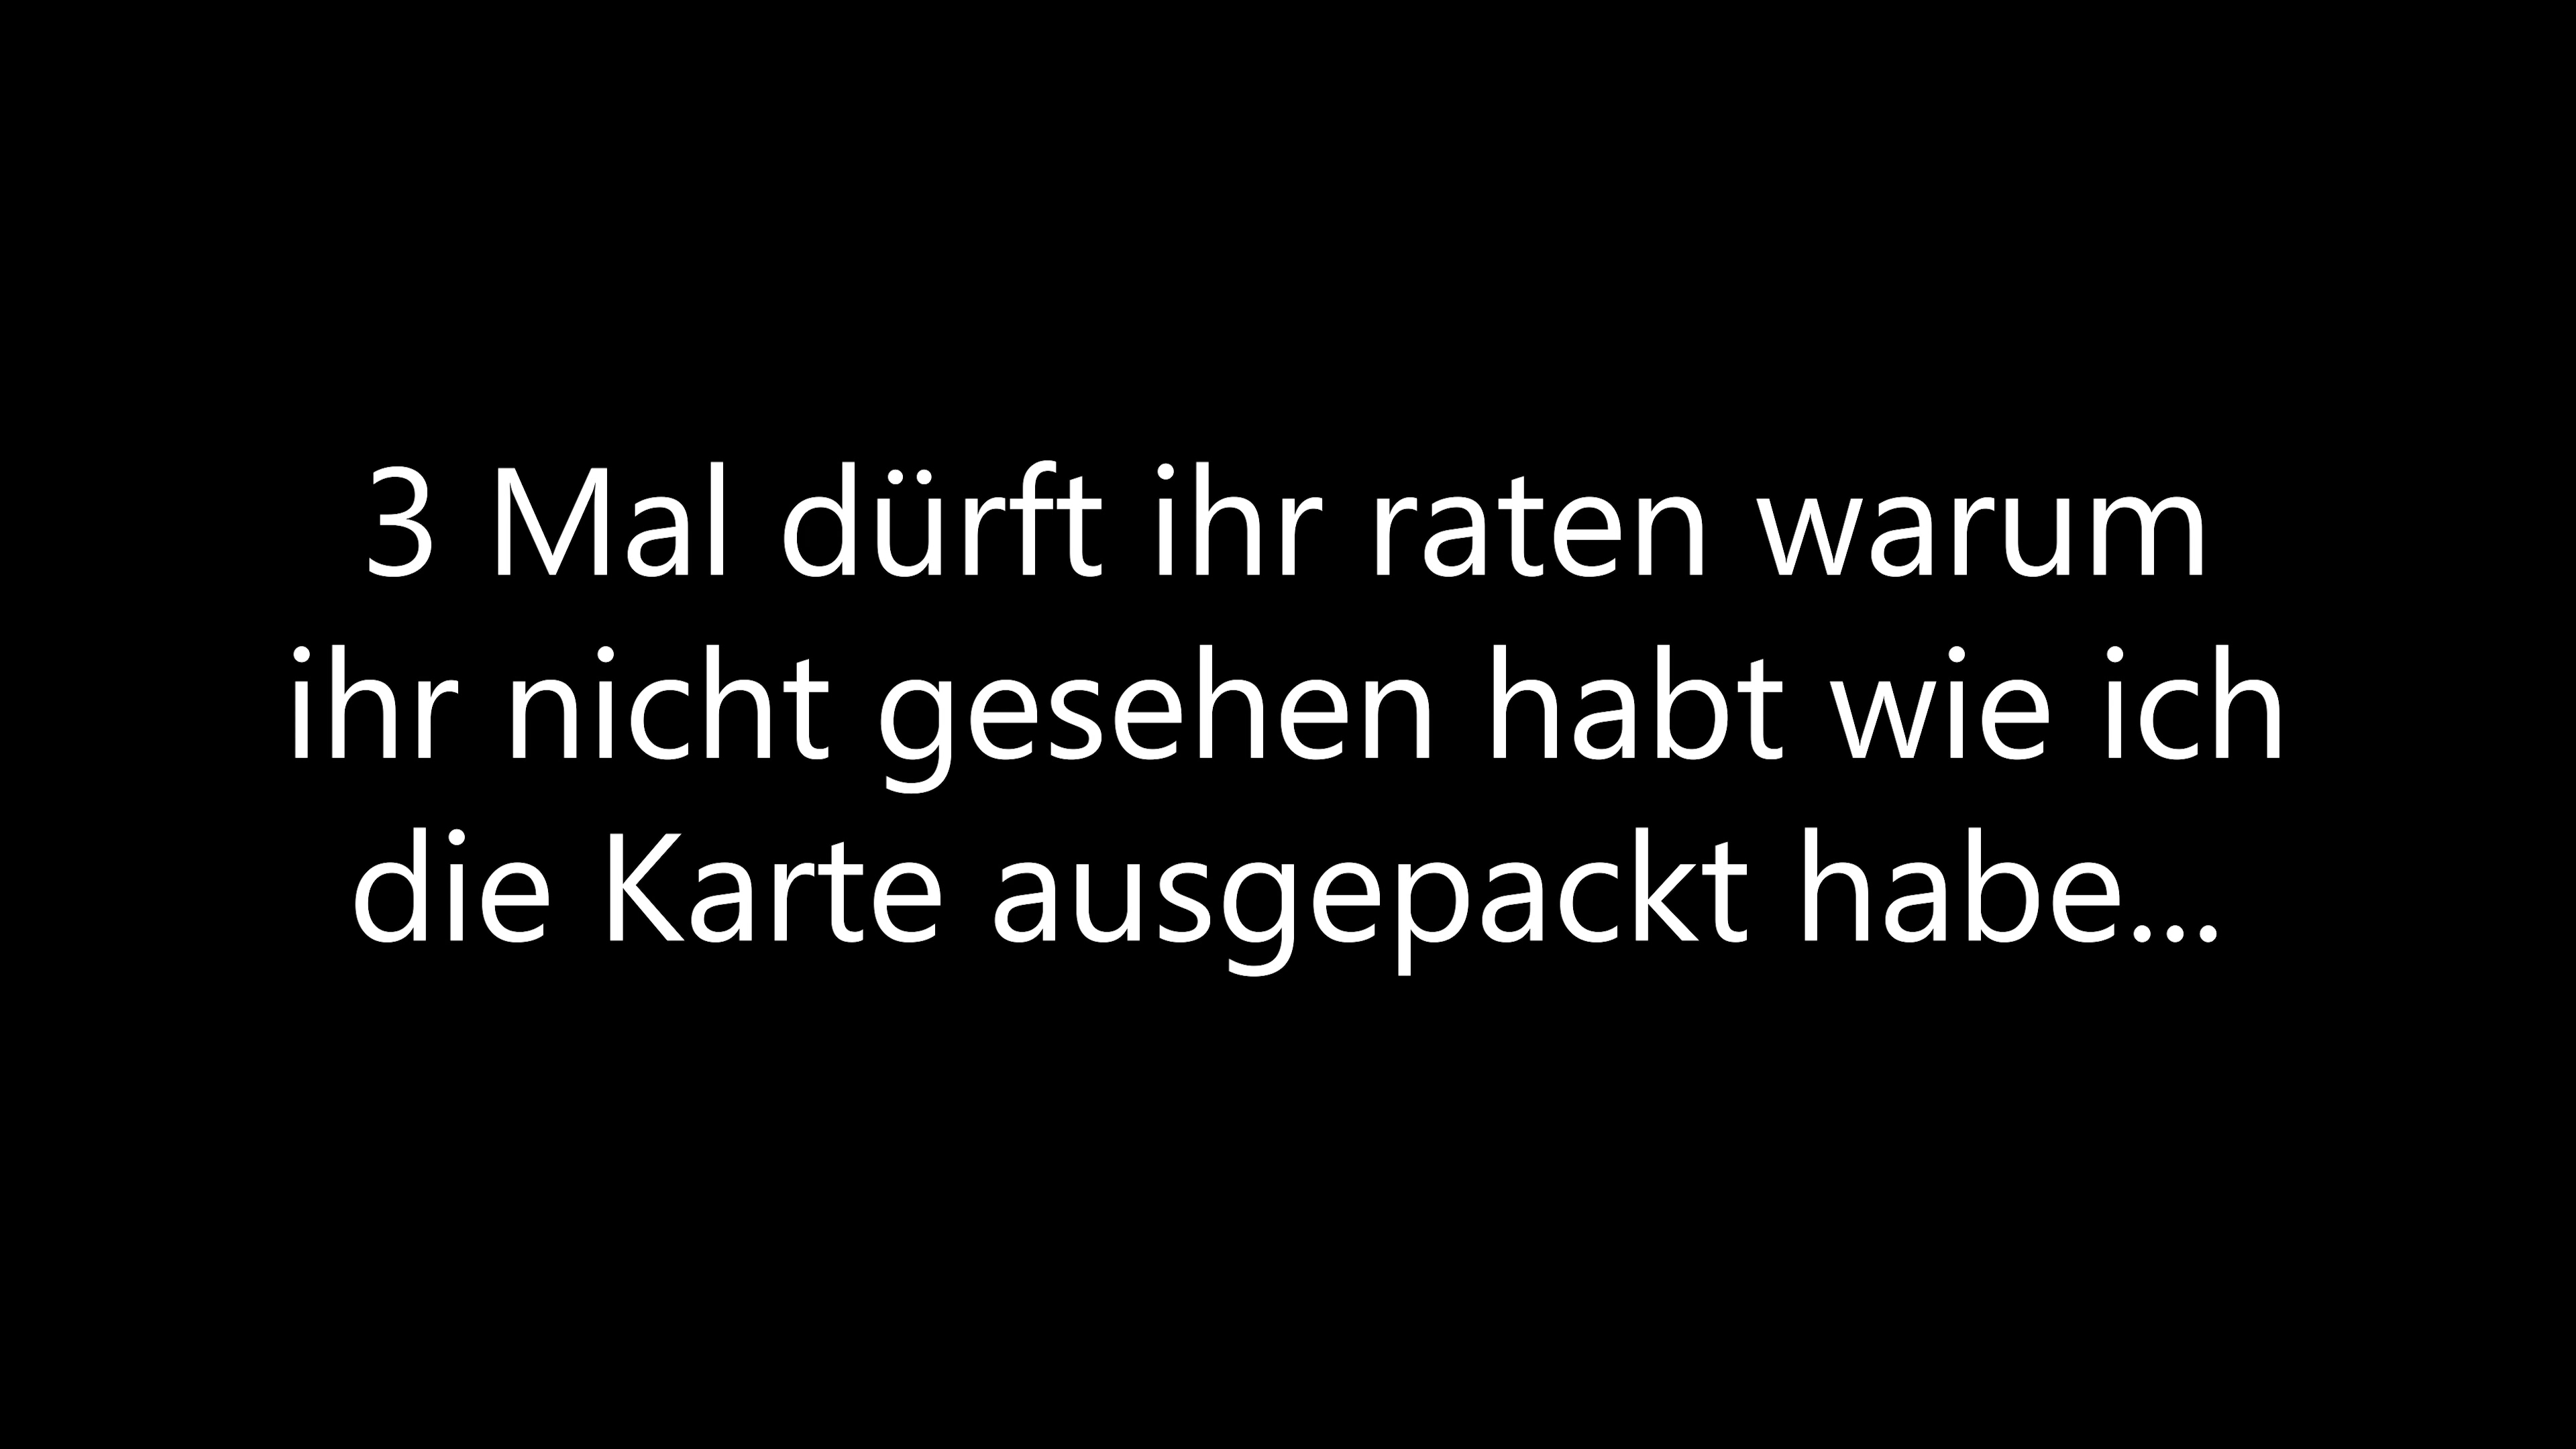 3 Mal dürft ihr raten warum
ihr nicht gesehen habt wie ich
die Karte ausgepackt habe...